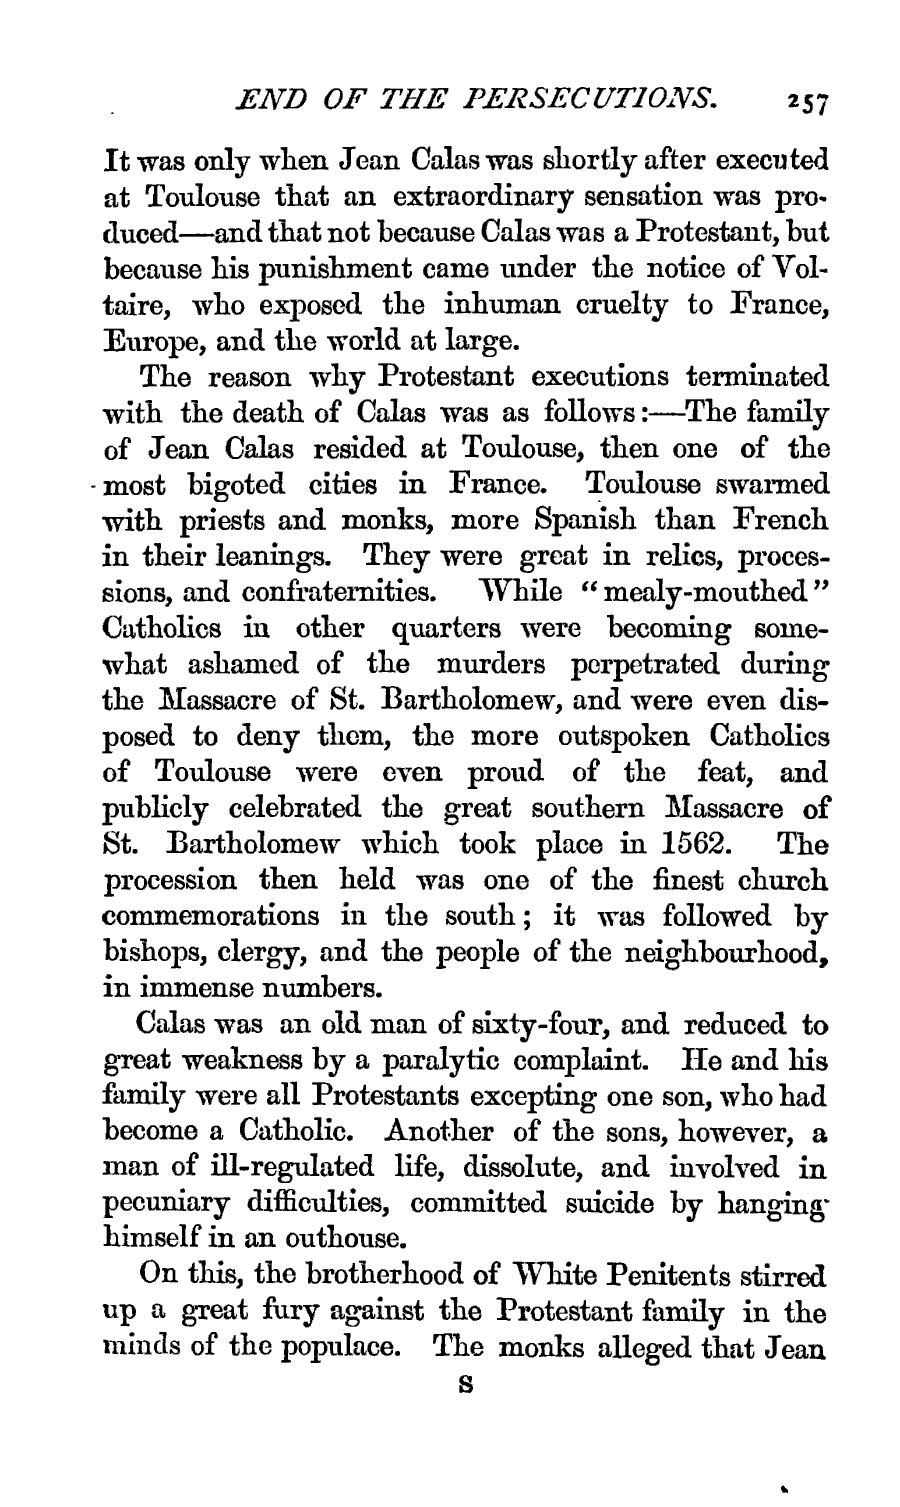 END OF THE PERSECUTIONS. 257
It was only when Jean Calas was shortly after executed
at Toulouse that an extraordinary sensation was pro-
duced—and that not because Calas was a Protestant, but
because his punishment came under the notice of Vol-
taire, who exposed the inhuman cruelty to France,
Europe, and the world at large.
The reason why Protestant executions terminated
with the death of Calas was as follows:—The family
of Jean Calas resided at Toulouse, then one of the
most bigoted cities in France. Toulouse swarmed
with priests and monks, more Spanish than French
in their leanings. They were great in relics, proces-
sions, and confraternities. While “mealy-mouthed”
Catholics in other quarters were becoming some-
what ashamed of the murders perpetrated during
the Massacre of St. Bartholomew, and were even dis-
posed to deny them, the more outspoken Catholics
of Toulouse were even proud of the feat, and
publicly celebrated the great southern Massacre of
St. Bartholomew which took place in 1562. The
procession then held was one of the finest church
commemorations in the south; it was followed by
bishops, clergy, and the people of the neighbourhood,
in immense numbers.
Calas was an old man of sixty-four, and reduced to
great weakness by a paralytic complaint. He and his
family were all Protestants excepting one son, who had
become a Catholic. Another of the sons, however, a
man of ill-regulated life, dissolute, and involved in
pecuniary difficulties, committed suicide by hanging
himself in an outhouse.
On this, the brotherhood of White Penitents stirred
up a great fury against the Protestant family in the
minds of the populace. The monks alleged that Jean
S